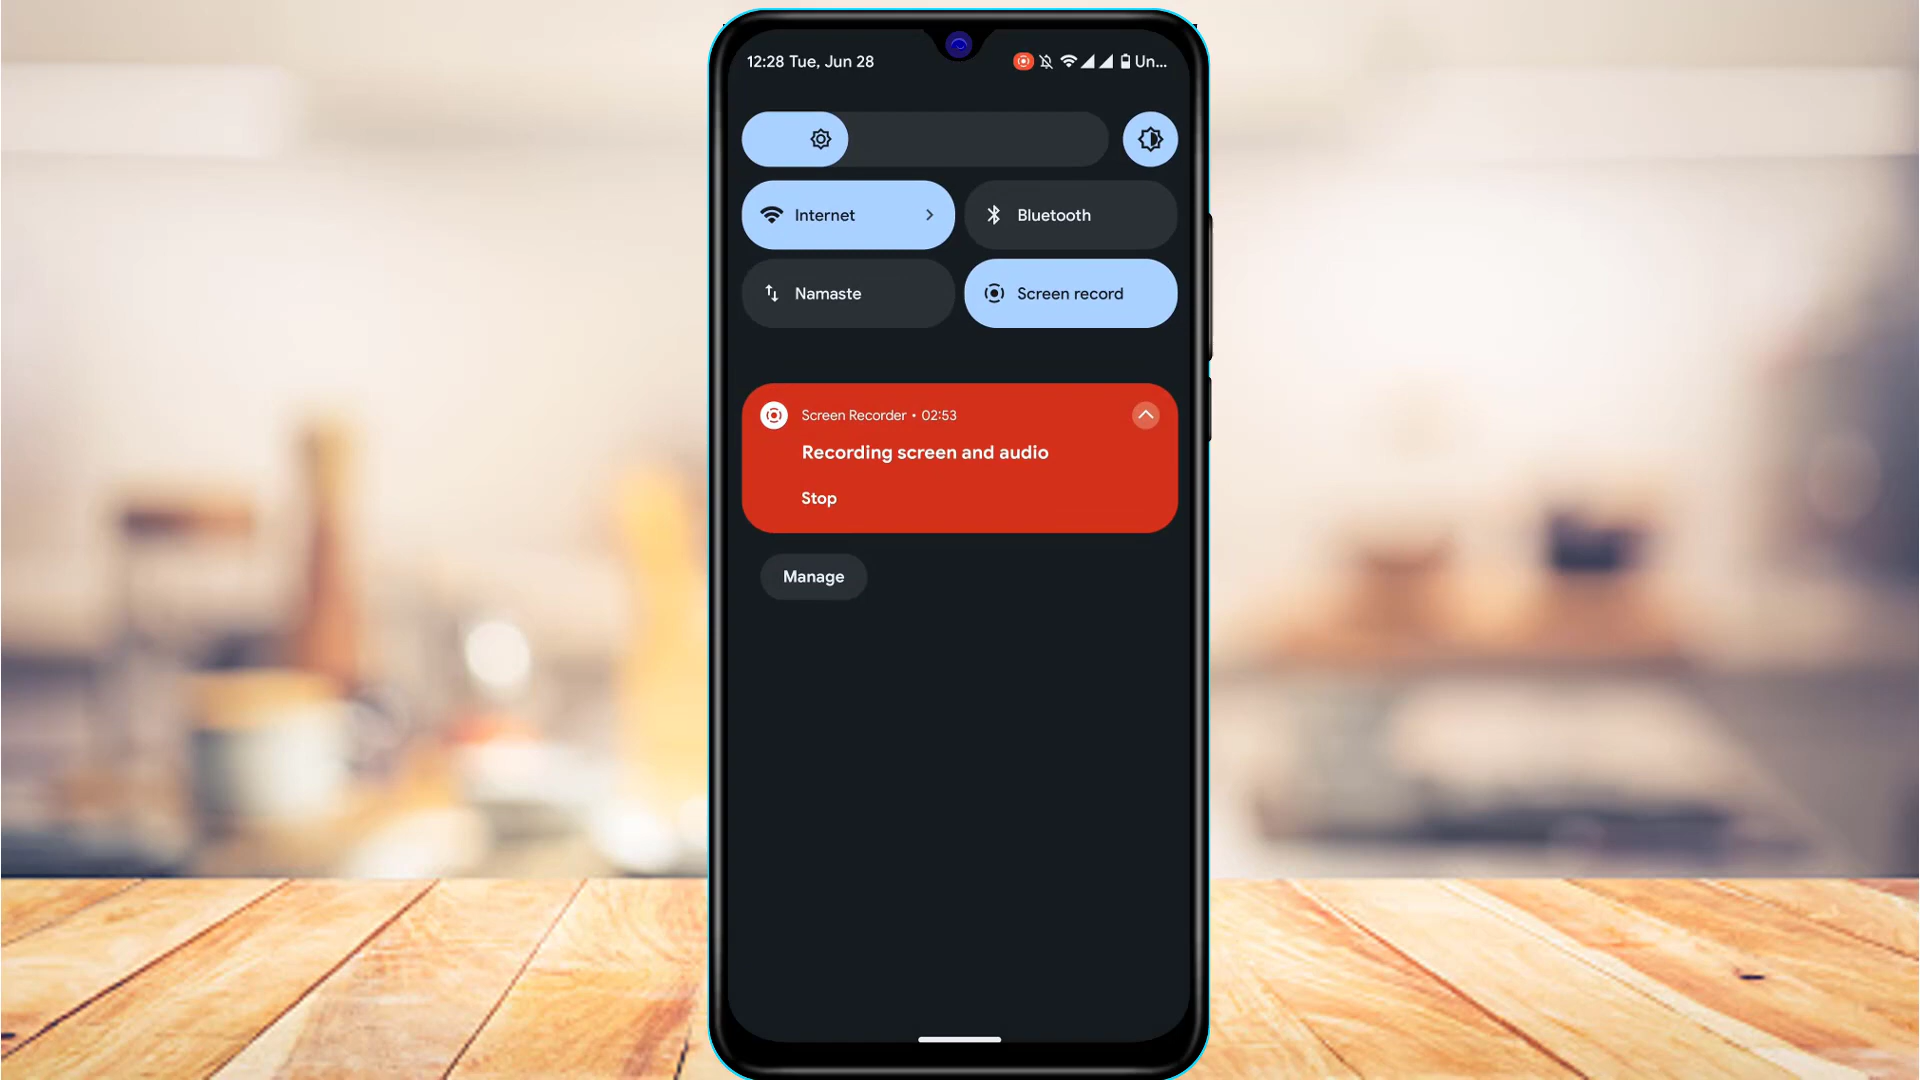 12:28 Tue, Jun 28 Un...
Internet Bluetooth
Namaste Screen record
Screen Recorder • 02:53
Recording screen and audio
Stop
Manage